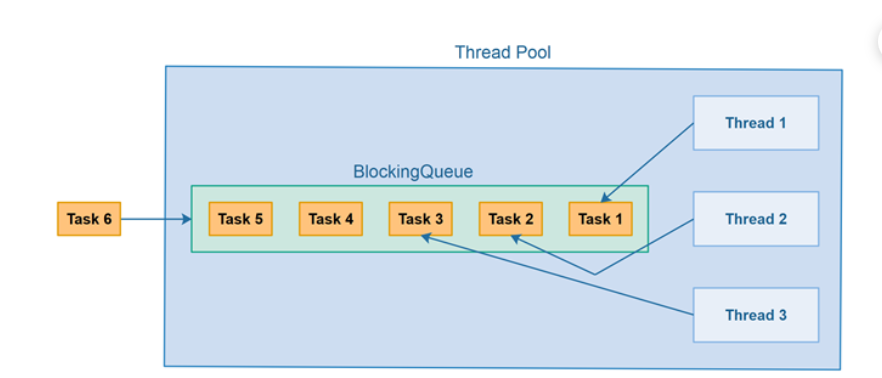 Thread Pool
Thread 1
BlockingQueue
Task 6
Task 5
Task 4
Task 3
Task 2
Task 1
Thread 2
Thread 3